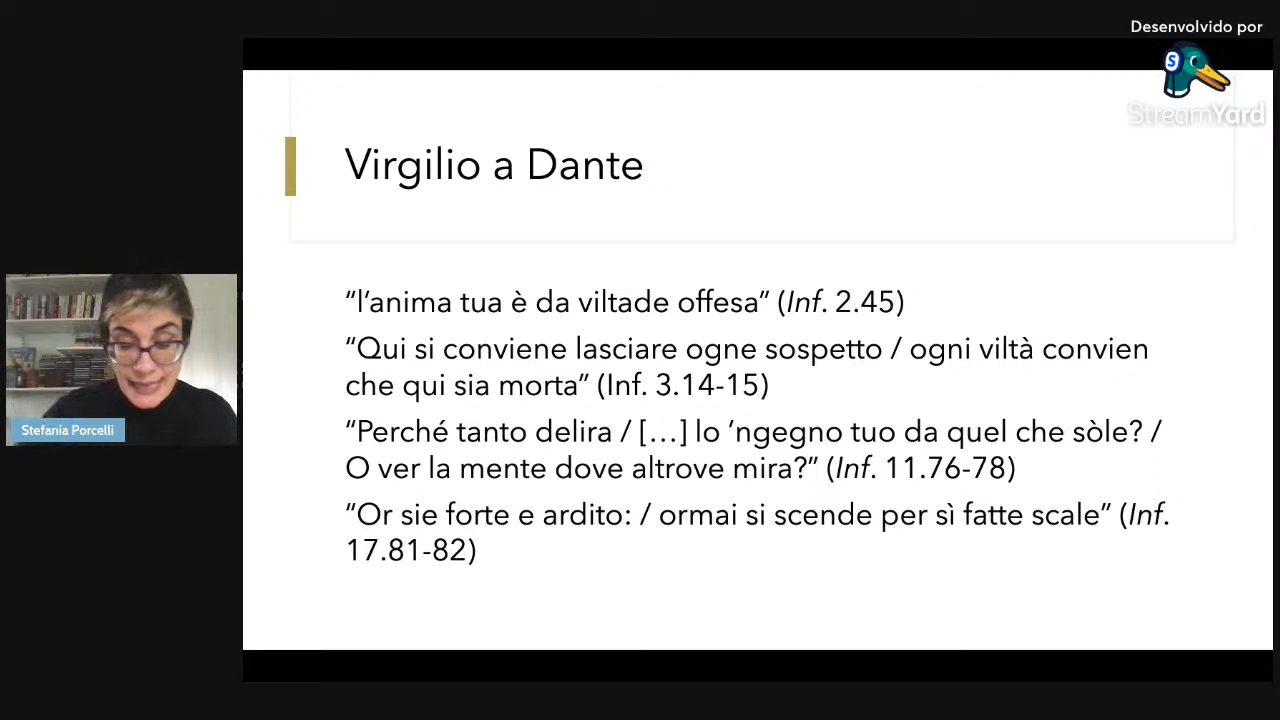 Desenvolvido por
S
StreamYard
Virgilio a Dante
“l’anima tua è da viltade offesa” (Inf. 2.45)
“Qui si conviene lasciare ogne sospetto / ogni viltà convien
che qui sia morta” (Inf. 3.14-15)
“Perché tanto delira / […] lo ’ngegno tuo da quel che sòle? /
O ver la mente dove altrove mira?” (Inf. 11.76-78)
“Or sie forte e ardito: / ormai si scende per sì fatte scale” (Inf.
17.81-82)
Stefania Porcelli